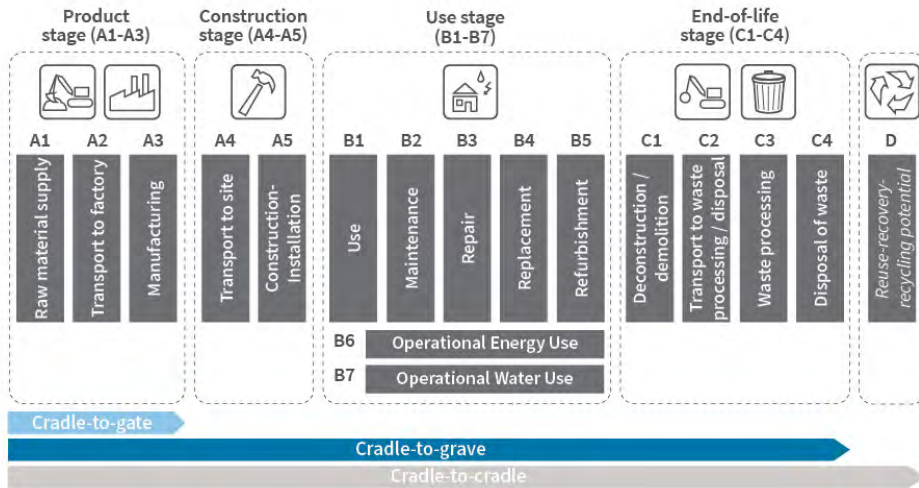 Product
stage (A1-A3)
Construction
stage (A4-A5)
Use stage
(B1-B7)
End-of-life
stage (C1-C4)
A1
A2
A3
A4
A5
B1
B2
B3
B4
B5
C1
C2
C3
C4
D
Raw material supply
Transport to factory
Manufacturing
Transport to site
Construction-
Installation
Use
Maintenance
Repair
Replacement
Refurbishment
Deconstruction /
demolition
Transport to waste
processing / disposal
Waste processing
Disposal of waste
Reuse-recovery-
recycling potential
B6
Operational Energy Use
B7
Operational Water Use
Cradle-to-gate
Cradle-to-grave
Cradle-to-cradle